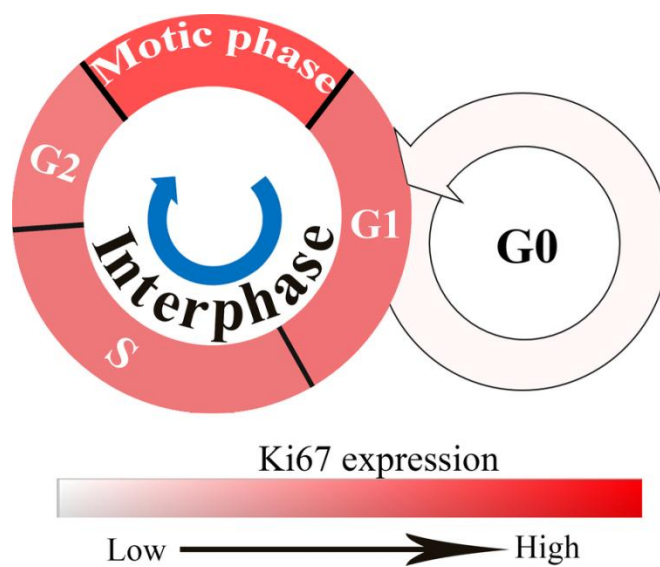 Motic phase
G2
G1
G0
Interphase
S
Ki67 expression
Low
High